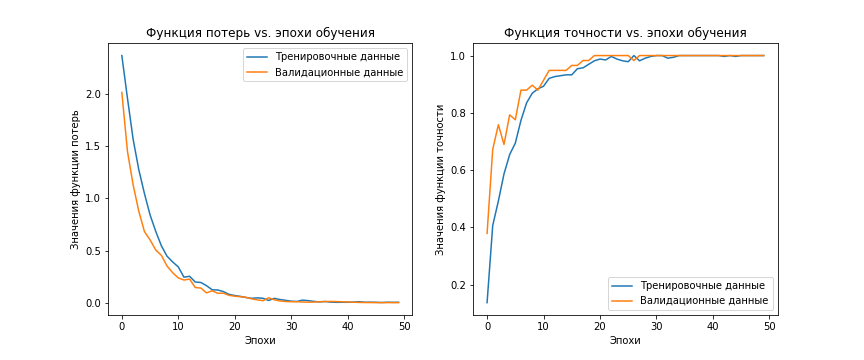 Функция потерь vs. эпохи обучения
Значения функции потерь
2.0
1.5
1.0
0.5
0.0
Тренировочные данные
Валидационные данные
0
10
20
30
40
50
Эпохи
Функция точности vs. эпохи обучения
Значения функции точности
1.0
0.8
0.6
0.4
0.2
Тренировочные данные
Валидационные данные
0
10
20
30
40
50
Эпохи